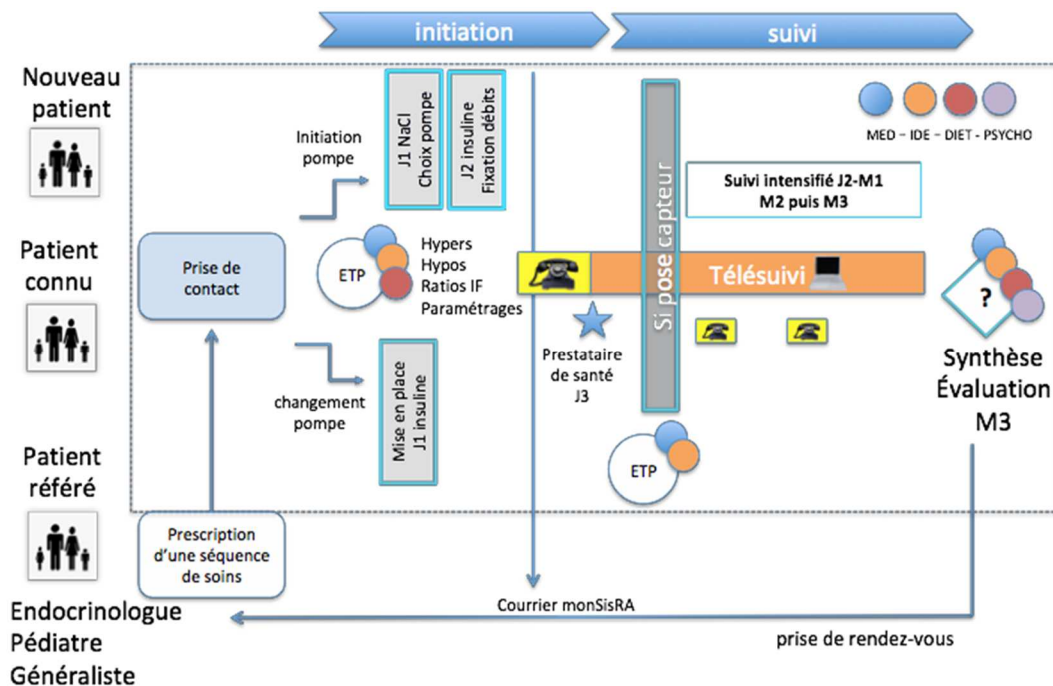 initiation
suivi
Nouveau
patient
Initiation
pompe
J1 NaCl
Choix pompe
J2 insuline
Fixation débits
MED – IDE – DIET - PSYCHO
Si pose capteur
Suivi intensifié J2-M1
M2 puis M3
Patient
connu
Prise de
contact
ETP
Hypers
Hypos
Ratios IF
Paramétrages
Télésuivi
?
Prestataire
de santé
J3
Synthèse
Évaluation
M3
changement
pompe
Mise en place
J1 insuline
ETP
Patient
référé
Prescription
d'une séquence
de soins
Endocrinologue
Pédiatre
Généraliste
Courrier monSisRA
prise de rendez-vous